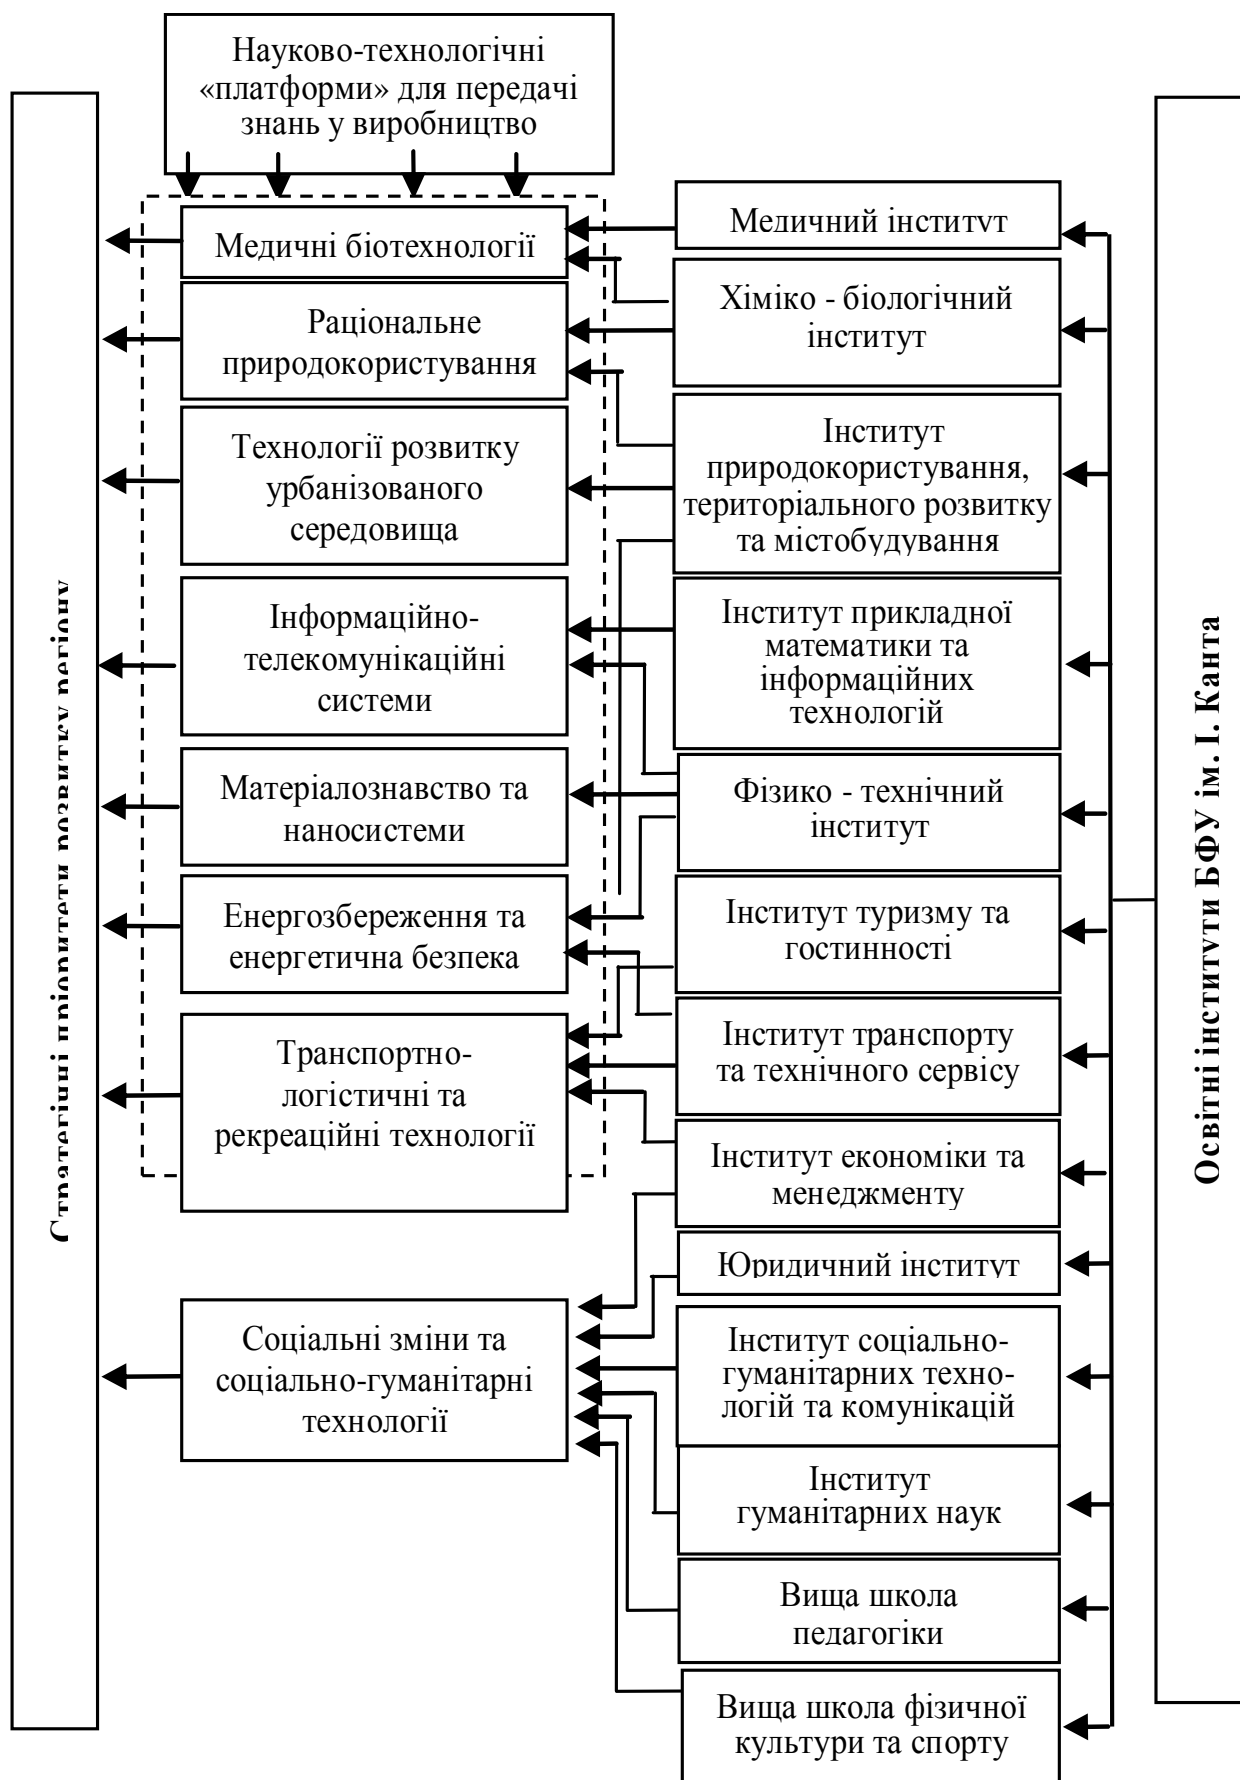 Науково-технологічні
«платформи» для передачі
знань у виробництво
Стратегічні пріоритети розвитку регіону
Медичні біотехнології
Раціональне
природокористування
Технології розвитку
урбанізованого
середовища
Інформаційно-
телекомунікаційні
системи
Матеріалознавство та
наносистеми
Енергозбереження та
енергетична безпека
Транспортно-
логістичні та
рекреаційні технології
Соціальні зміни та
соціально-гуманітарні
технології
Медичний інститут
Хіміко - біологічний
інститут
Інститут
природокористування,
територіального розвитку
та містобудування
Інститут прикладної
математики та
інформаційних
технологій
Фізико - технічний
інститут
Інститут туризму та
гостинності
Інститут транспорту
та технічного сервісу
Інститут економіки та
менеджменту
Юридичний інститут
Інститут соціально-
гуманітарних техно-
логій та комунікацій
Інститут
гуманітарних наук
Вища школа
педагогіки
Вища школа фізичної
культури та спорту
Освітні інститути БФУ ім. І. Канта